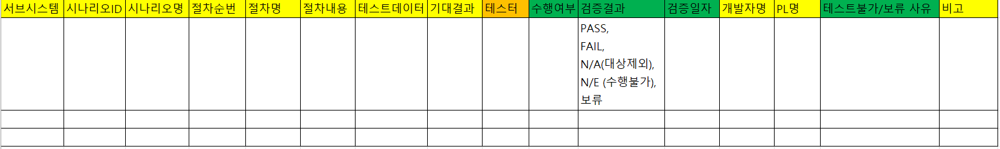 서브시스템 시나리오ID 시나리오명 절차순번 절차명 절차내용 테스트데이터 기대결과 테스터 수행여부 검증결과 검증일자 개발자명 PL명 테스트불가/보류 사유 비고
PASS,
FAIL,
N/A(대상제외),
N/E (수행불가),
보류